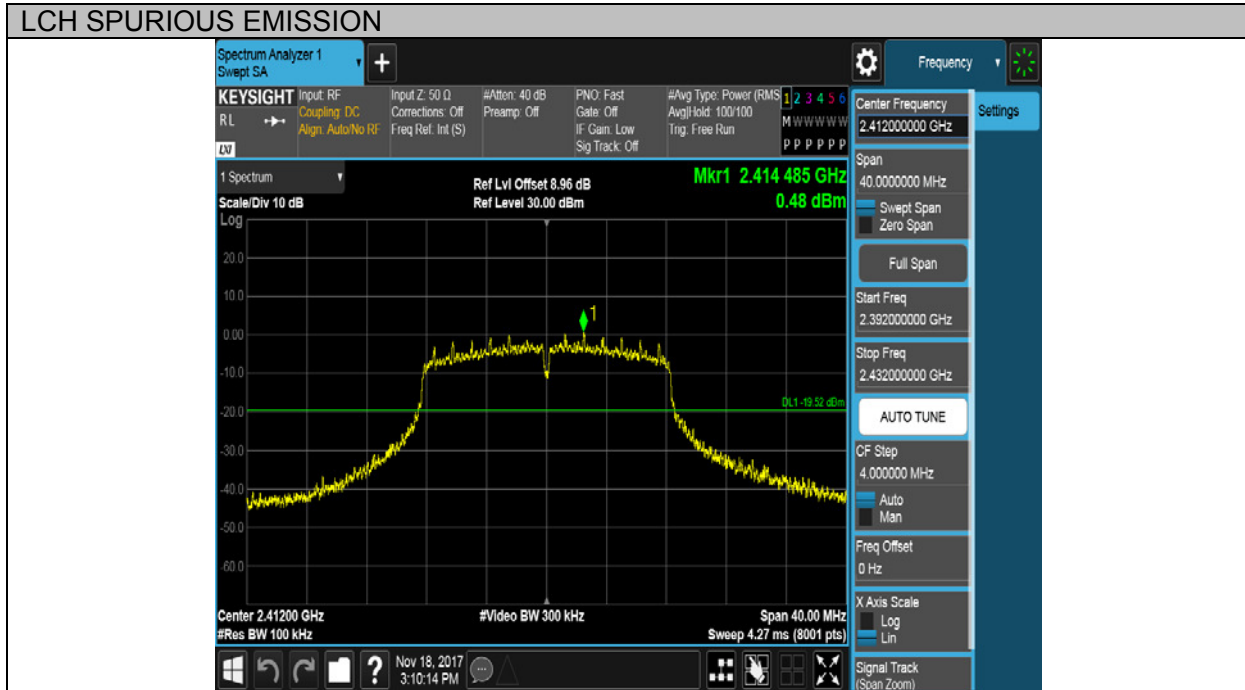 LCH SPURIOUS EMISSION
Spectrum Analyzer 1
Swept SA
+
Frequency
KEYSIGHT
RL
LXI
Input: RF
Coupling: DC
Align: Auto/No RF
Input Z: 50 Ω
Corrections: Off
Freq Ref: Int (S)
#Atten: 40 dB
Preamp: Off
PNO: Fast
Gate: Off
IF Gain: Low
Sig Track: Off
#Avg Type: Power (RMS
Avg|Hold: 100/100
Trig: Free Run
1 2 3 4 5 6
M W W W W W
P P P P P P
1 Spectrum
Scale/Div 10 dB
Log
Ref Lvl Offset 8.96 dB
Ref Level 30.00 dBm
Mkr1 2.414 485 GHz
0.48 dBm
20.0
10.0
0.00
-10.0
-20.0
-30.0
-40.0
-50.0
-60.0
1
DL1 -19.52 dBm
Center 2.41200 GHz
#Res BW 100 kHz
#Video BW 300 kHz
Span 40.00 MHz
Sweep 4.27 ms (8001 pts)
?
Nov 18, 2017
3:10:14 PM
Center Frequency
2.412000000 GHz
Span
40.0000000 MHz
Swept Span
Zero Span
Full Span
Start Freq
2.392000000 GHz
Stop Freq
2.432000000 GHz
AUTO TUNE
CF Step
4.000000 MHz
Auto
Man
Freq Offset
0 Hz
X Axis Scale
Log
Lin
Signal Track
(Span Zoom)
Settings